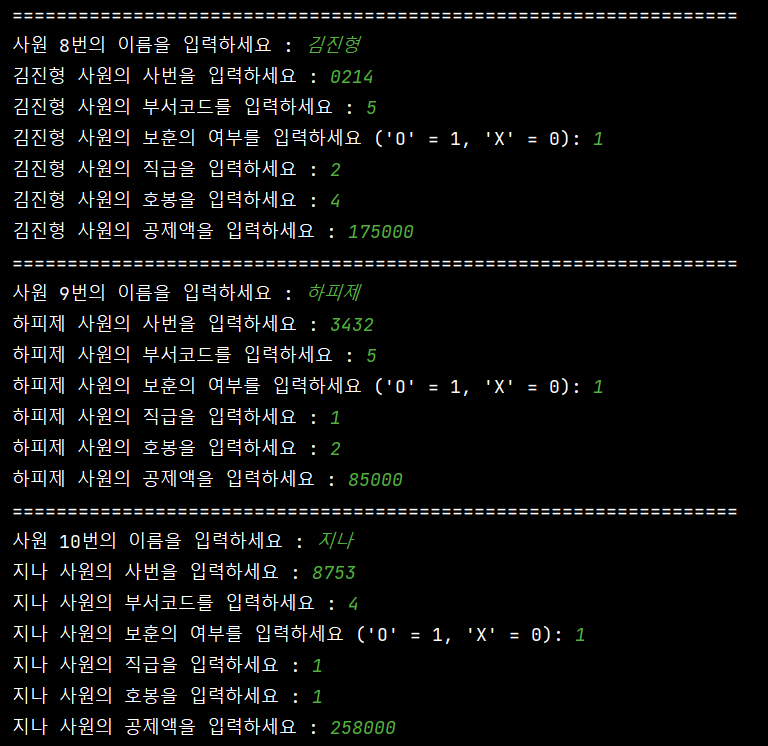 ==================================================================
사원 8번의 이름을 입력하세요 : 김진형
김진형 사원의 사번을 입력하세요 : 0214
김진형 사원의 부서코드를 입력하세요 : 5
김진형 사원의 보훈의 여부를 입력하세요 ('O' = 1, 'X' = 0): 1
김진형 사원의 직급을 입력하세요 : 2
김진형 사원의 호봉을 입력하세요 : 4
김진형 사원의 공제액을 입력하세요 : 175000
==================================================================
사원 9번의 이름을 입력하세요 : 하피제
하피제 사원의 사번을 입력하세요 : 3432
하피제 사원의 부서코드를 입력하세요 : 5
하피제 사원의 보훈의 여부를 입력하세요 ('O' = 1, 'X' = 0): 1
하피제 사원의 직급을 입력하세요 : 1
하피제 사원의 호봉을 입력하세요 : 2
하피제 사원의 공제액을 입력하세요 : 85000
==================================================================
사원 10번의 이름을 입력하세요 : 지나
지나 사원의 사번을 입력하세요 : 8753
지나 사원의 부서코드를 입력하세요 : 4
지나 사원의 보훈의 여부를 입력하세요 ('O' = 1, 'X' = 0): 1
지나 사원의 직급을 입력하세요 : 1
지나 사원의 호봉을 입력하세요 : 1
지나 사원의 공제액을 입력하세요 : 258000